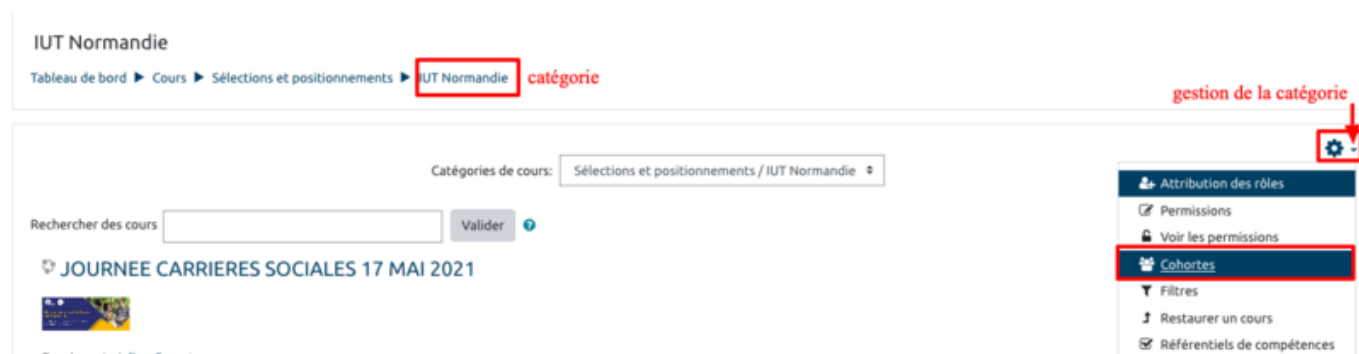 IUT Normandie
Tableau de bord ▶ Cours ▶ Sélections et positionnements ▶ IUT Normandie catégorie
gestion de la catégorie
Catégories de cours: Sélections et positionnements / IUT Normandie
Attribution des rôles
Permissions
Rechercher des cours Valider
Voir les permissions
JOURNEE CARRIERES SOCIALES 17 MAI 2021
Cohortes
Filtres
Restaurer un cours
Référentiels de compétences